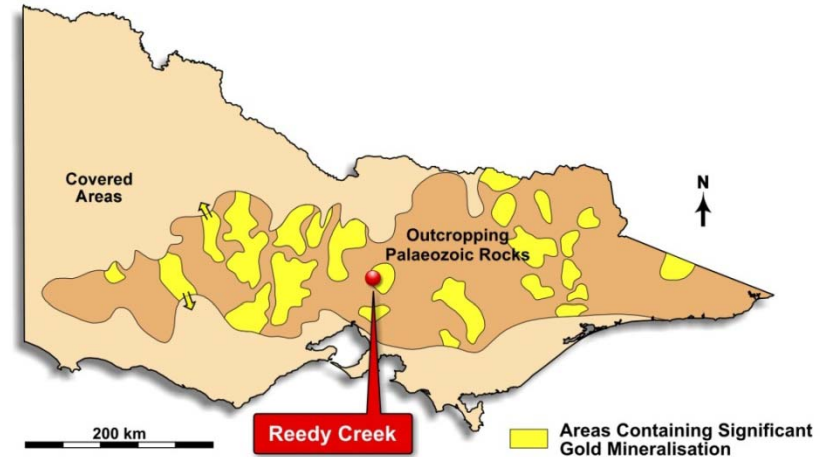 Covered
Areas
N
Outcropping
Palaeozoic Rocks
200 km
Reedy Creek
Areas Containing Significant
Gold Mineralisation